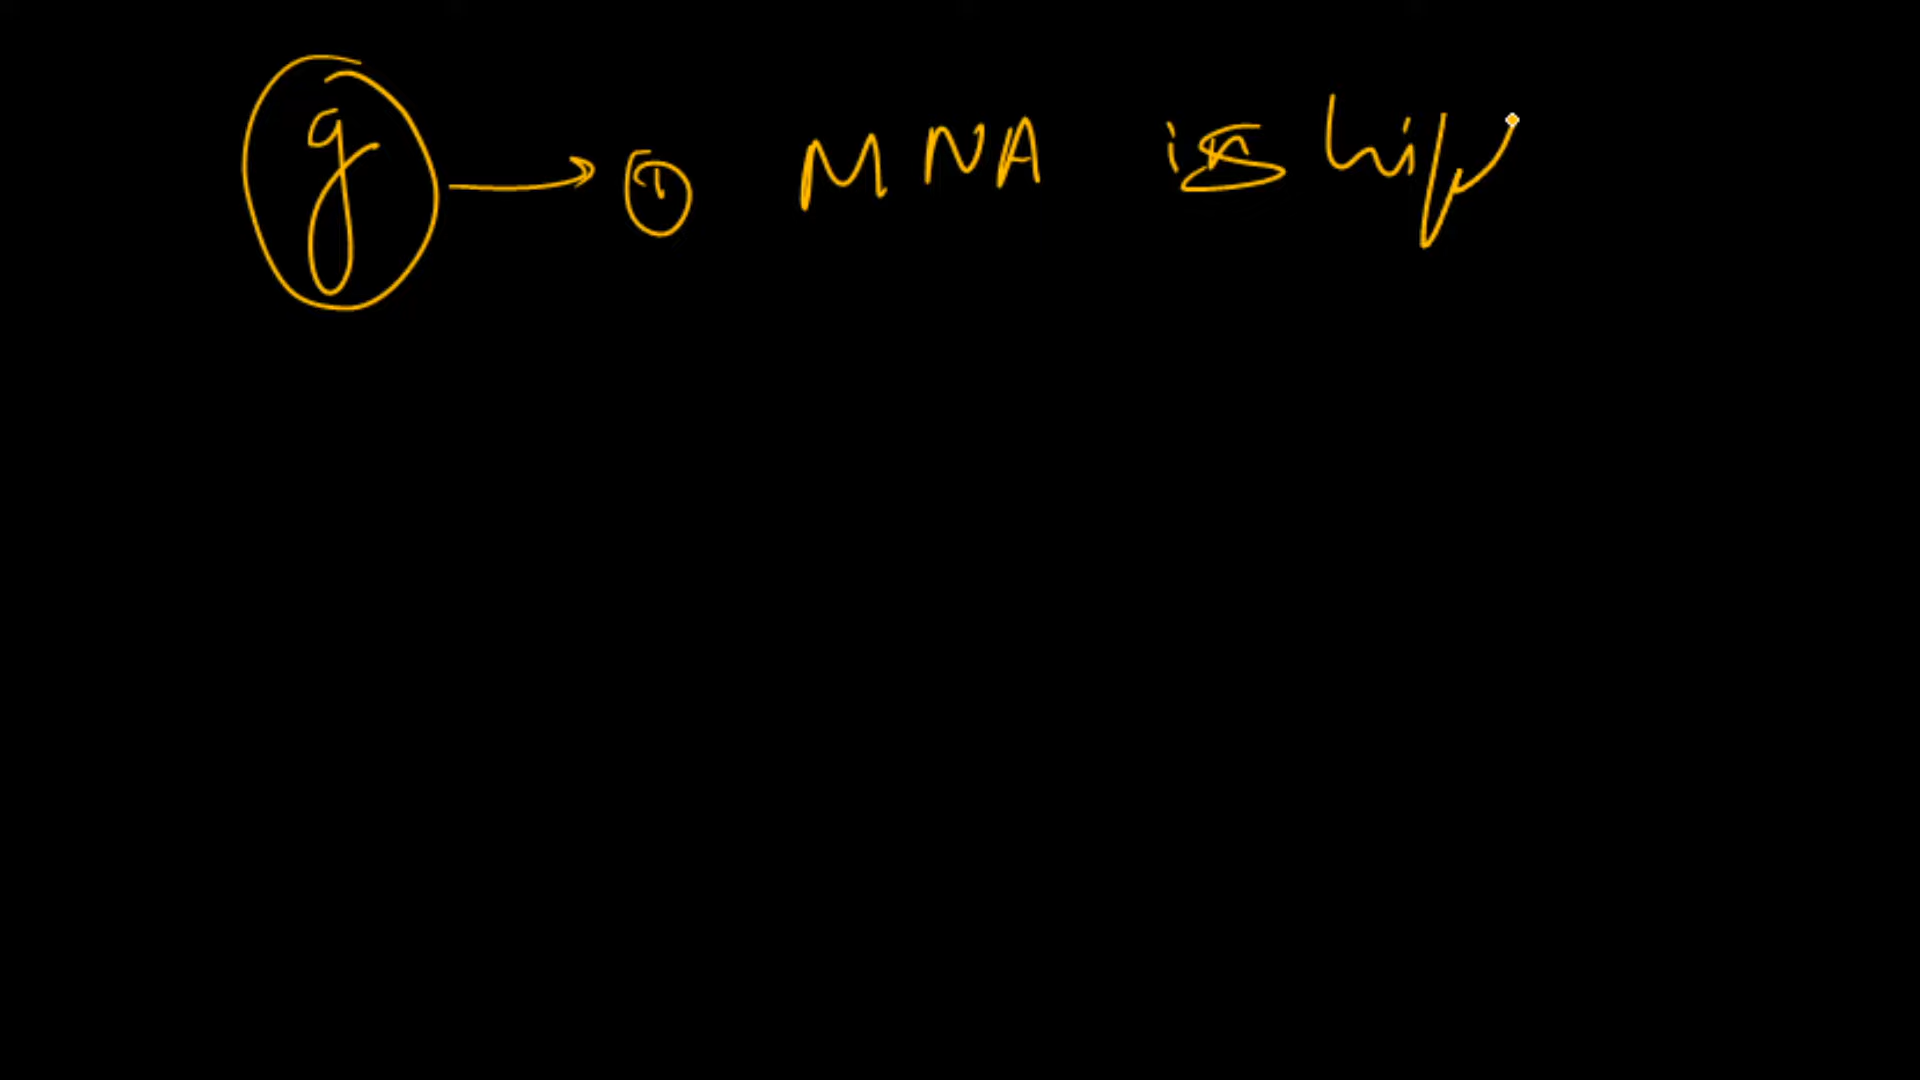 g → ① MNA is hip